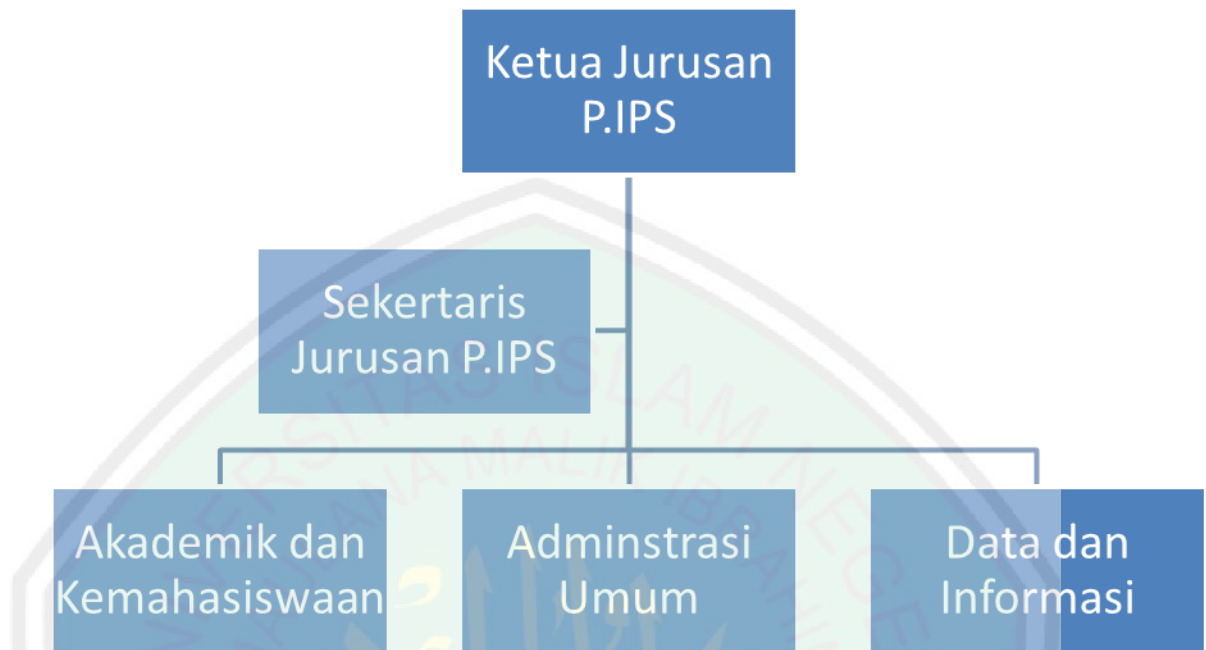 Ketua Jurusan
P.IPS
Sekertaris
Jurusan P.IPS
Akademik dan
Kemahasiswaan
Adminstrasi
Umum
Data dan
Informasi